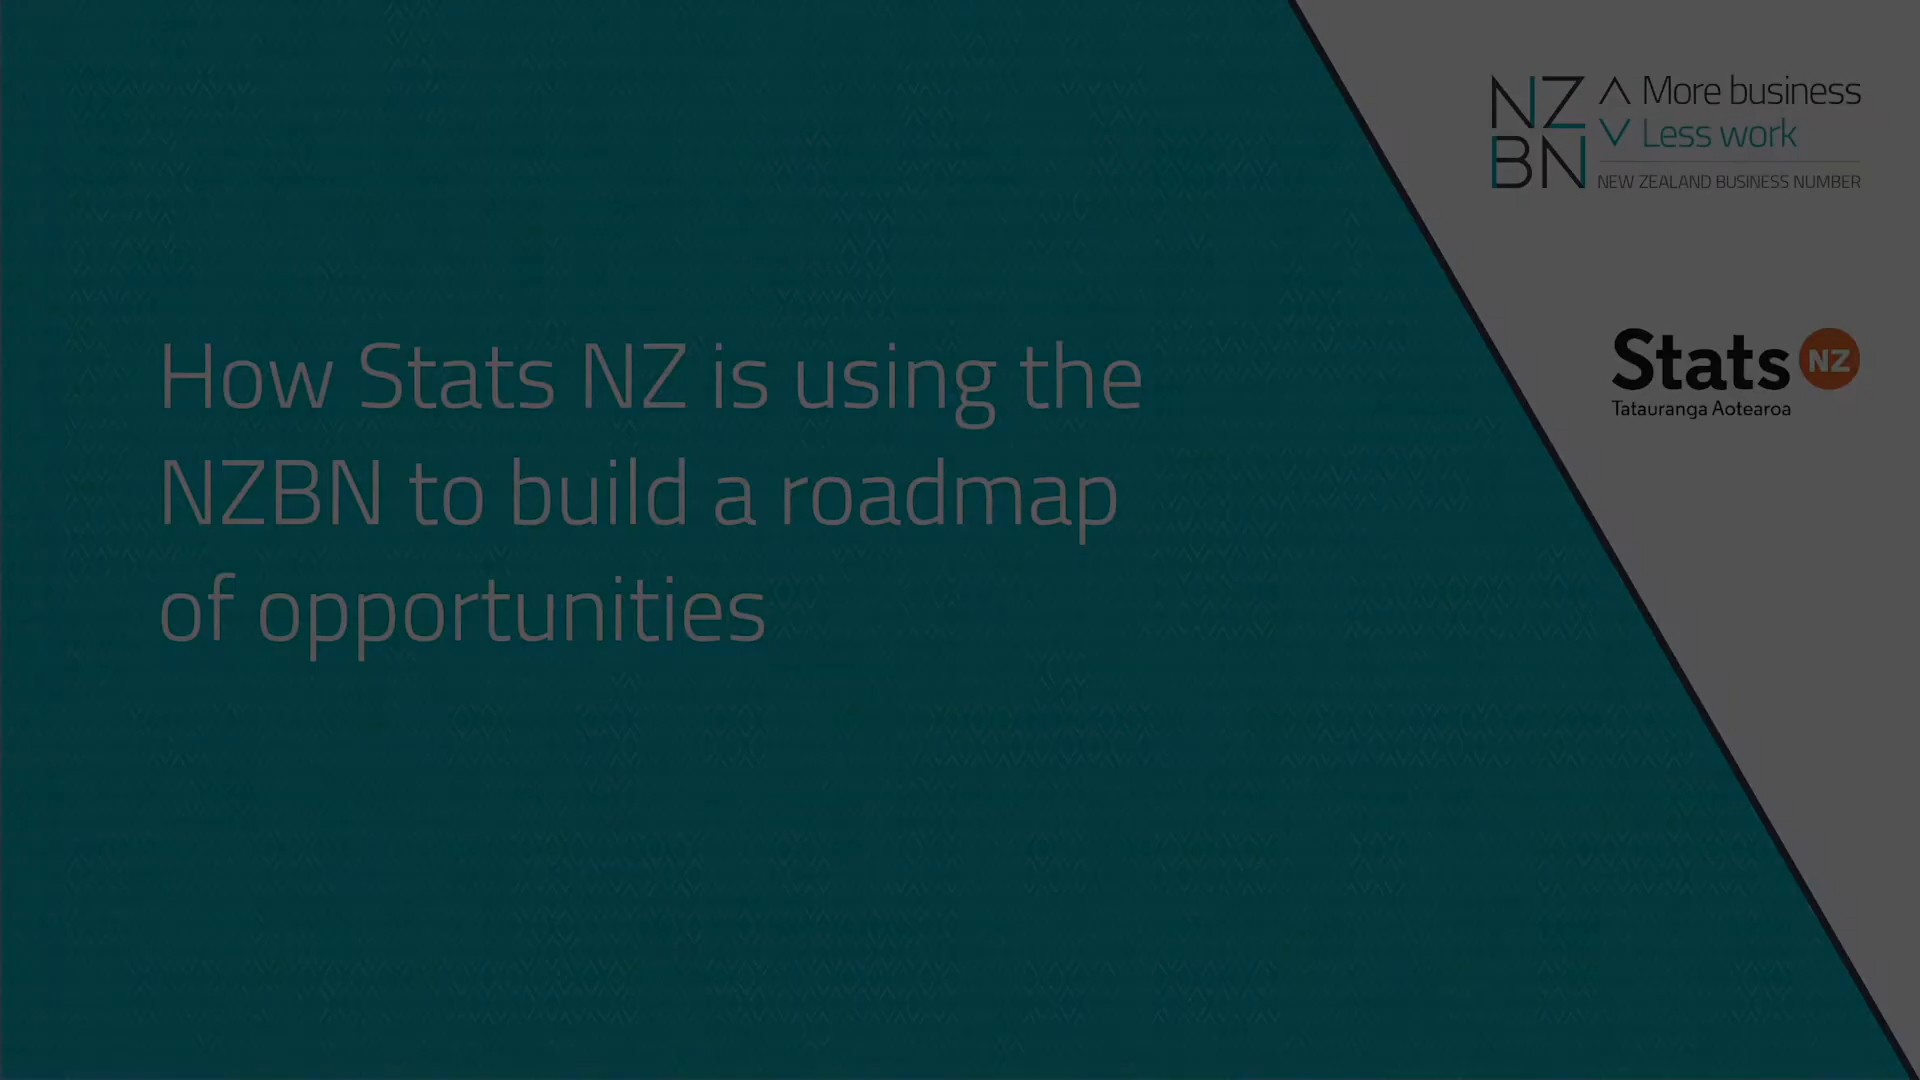 How Stats NZ is using the
NZBN to build a roadmap
of opportunities
NZ
BN
More business
Less work
NEW ZEALAND BUSINESS NUMBER
Stats NZ
Tatauranga Aotearoa